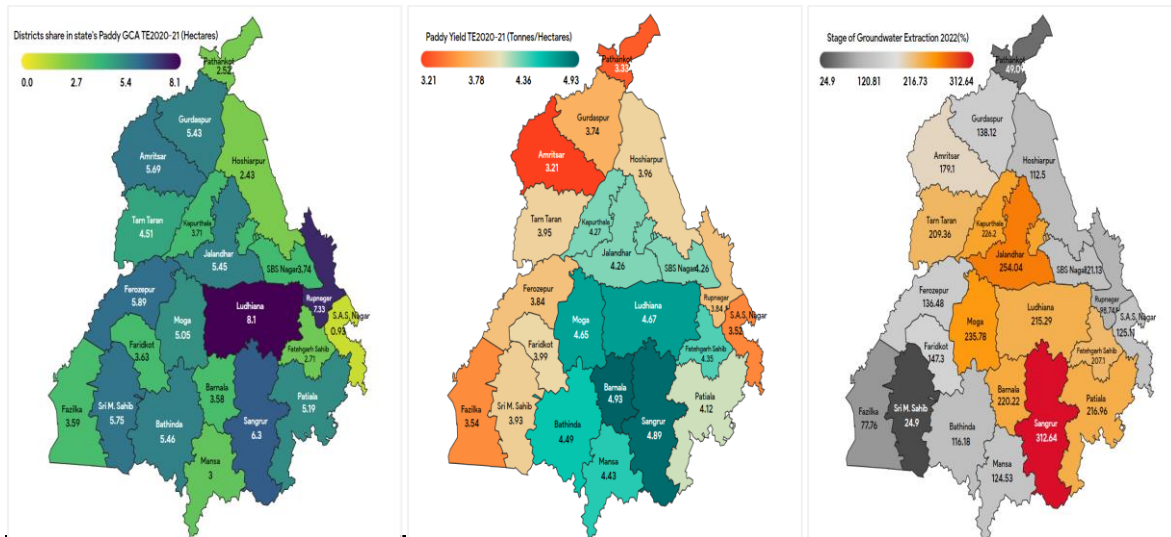 Districts share in state's Paddy GCA TE2020-21 (Hectares)
0.0 2.7 5.4 8.1
Pathankot
2.52
Gurdaspur
5.43
Amritsar
5.69
Hoshiarpur
2.43
Tarn Taran
4.51
Kapurthala
3.71
Jalandhar
5.45
SBS Nagar 3.74
Ferozepur
5.89
Moga
5.05
Ludhiana
8.1
Rupnagar
7.33
S.A.S. Nagar
0.93
Faridkot
3.63
Fatehgarh Sahib
2.71
Fazilka
3.59
Sri M. Sahib
5.75
Bathinda
5.46
Barnala
3.58
Sangrur
6.3
Patiala
5.19
Mansa
3
Paddy Yield TE2020-21 (Tonnes/Hectares)
3.21 3.78 4.36 4.93
Pathankot
3.33
Gurdaspur
3.74
Amritsar
3.21
Hoshiarpur
3.96
Tarn Taran
3.95
Kapurthala
4.27
Jalandhar
4.26
SBS Nagar 4.26
Ferozepur
3.84
Moga
4.65
Ludhiana
4.67
Rupnagar
3.84
S.A.S. Nagar
3.52
Faridkot
3.99
Fatehgarh Sahib
4.35
Fazilka
3.54
Sri M. Sahib
3.93
Bathinda
4.49
Barnala
4.93
Sangrur
4.89
Patiala
4.12
Mansa
4.43
Stage of Groundwater Extraction 2022(%)
24.9 120.81 216.73 312.64
Pathankot
49.09
Gurdaspur
138.12
Amritsar
179.1
Hoshiarpur
112.5
Tarn Taran
209.36
Kapurthala
226.2
Jalandhar
254.04
SBS Nagar 121.13
Ferozepur
136.48
Moga
235.78
Ludhiana
215.29
Rupnagar
S.A.S. Nagar
125.11
Faridkot
147.3
Fatehgarh Sahib
207.1
Fazilka
77.76
Sri M. Sahib
24.9
Bathinda
116.18
Barnala
220.22
Sangrur
312.64
Patiala
216.96
Mansa
124.53